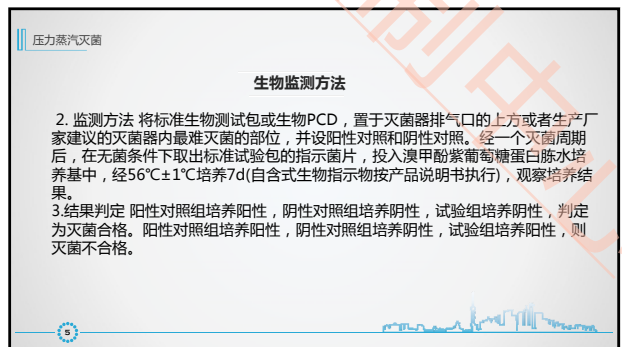 压力蒸汽灭菌
生物监测方法
2. 监测方法 将标准生物测试包或生物PCD，置于灭菌器排气口的上方或者生产厂
家建议的灭菌器内最难灭菌的部位，并设阳性对照和阴性对照。经一个灭菌周期
后，在无菌条件下取出标准试验包的指示菌片，投入溴甲酚紫葡萄糖蛋白胨水培
养基中，经56℃±1℃培养7d(自含式生物指示物按产品说明书执行)，观察培养结
果。
3.结果判定 阳性对照组培养阳性，阴性对照组培养阴性，试验组培养阴性，判定
为灭菌合格。阳性对照组培养阳性，阴性对照组培养阴性，试验组培养阳性，则
灭菌不合格。
5
制中心